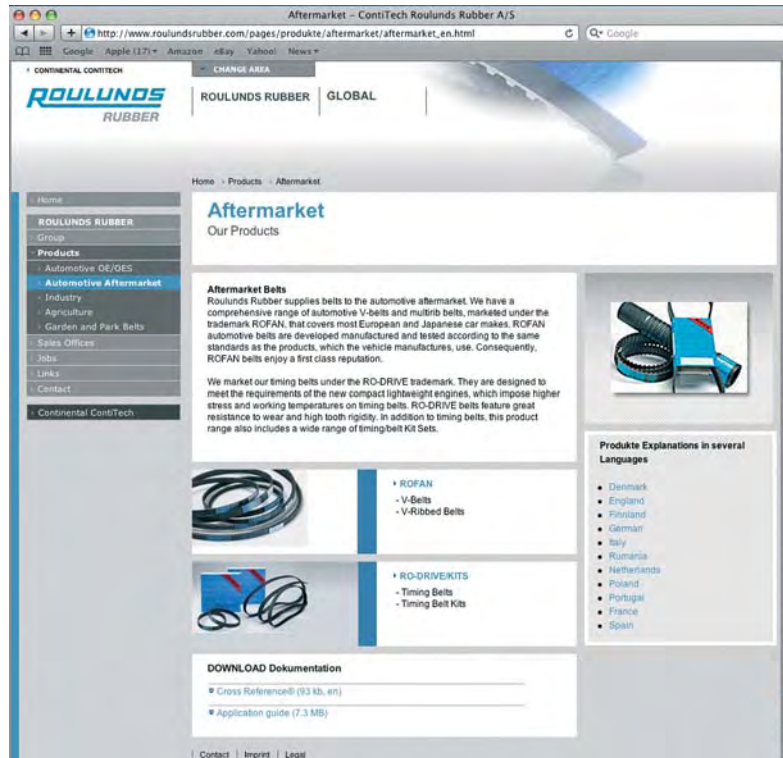 Aftermarket – ContiTech Roulunds Rubber A/S
http://www.roulundsrubber.com/pages/produkte/aftermarket/aftermarket_en.html
Google
Google Apple (17) Amazon eBay Yahoo! News
CONTINENTAL CONTITECH
CHANGE AREA
ROULUNDS
RUBBER
ROULUNDS RUBBER GLOBAL
Home Products Aftermarket
Home
ROULUNDS RUBBER
Group
Products
Automotive OE/OES
Automotive Aftermarket
Industry
Agriculture
Garden and Park Belts
Sales Offices
Jobs
Links
Contact
Continental ContiTech
Aftermarket
Our Products
Aftermarket Belts
Roulunds Rubber supplies belts to the automotive aftermarket. We have a
comprehensive range of automotive V-belts and multirib belts, marketed under the
trademark ROFAN, that covers most European and Japanese car makes. ROFAN
automotive belts are developed manufactured and tested according to the same
standards as the products, which the vehicle manufactures, use. Consequently,
ROFAN belts enjoy a first class reputation.
We market our timing belts under the RO-DRIVE trademark. They are designed to
meet the requirements of the new compact lightweight engines, which impose higher
stress and working temperatures on timing belts. RO-DRIVE belts feature great
resistance to wear and high tooth rigidity. In addition to timing belts, this product
range also includes a wide range of timing/belt Kit Sets.
ROFAN
- V-Belts
- V-Ribbed Belts
RO-DRIVE/KITS
- Timing Belts
- Timing Belt Kits
DOWNLOAD Dokumentation
Cross Reference® (93 kb, en)
Application guide (7.3 MB)
Produkte Explanations in several
Languages
Denmark
England
Finnland
German
Italy
Rumania
Netherlands
Poland
Portugal
France
Spain
| Contact | Imprint | Legal